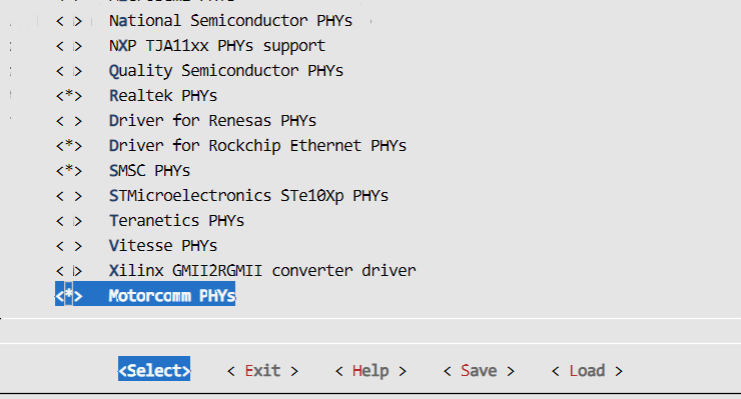 < > National Semiconductor PHYs
< > NXP TJA11xx PHYs support
< > Quality Semiconductor PHYs
<*> Realtek PHYs
< > Driver for Renesas PHYs
<*> Driver for Rockchip Ethernet PHYs
<*> SMSC PHYs
< > STMicroelectronics STe10Xp PHYs
< > Teranetics PHYs
< > Vitesse PHYs
< > Xilinx GMII2RGMII converter driver
<*> Motorcomm PHYs
<Select> < Exit > < Help > < Save > < Load >